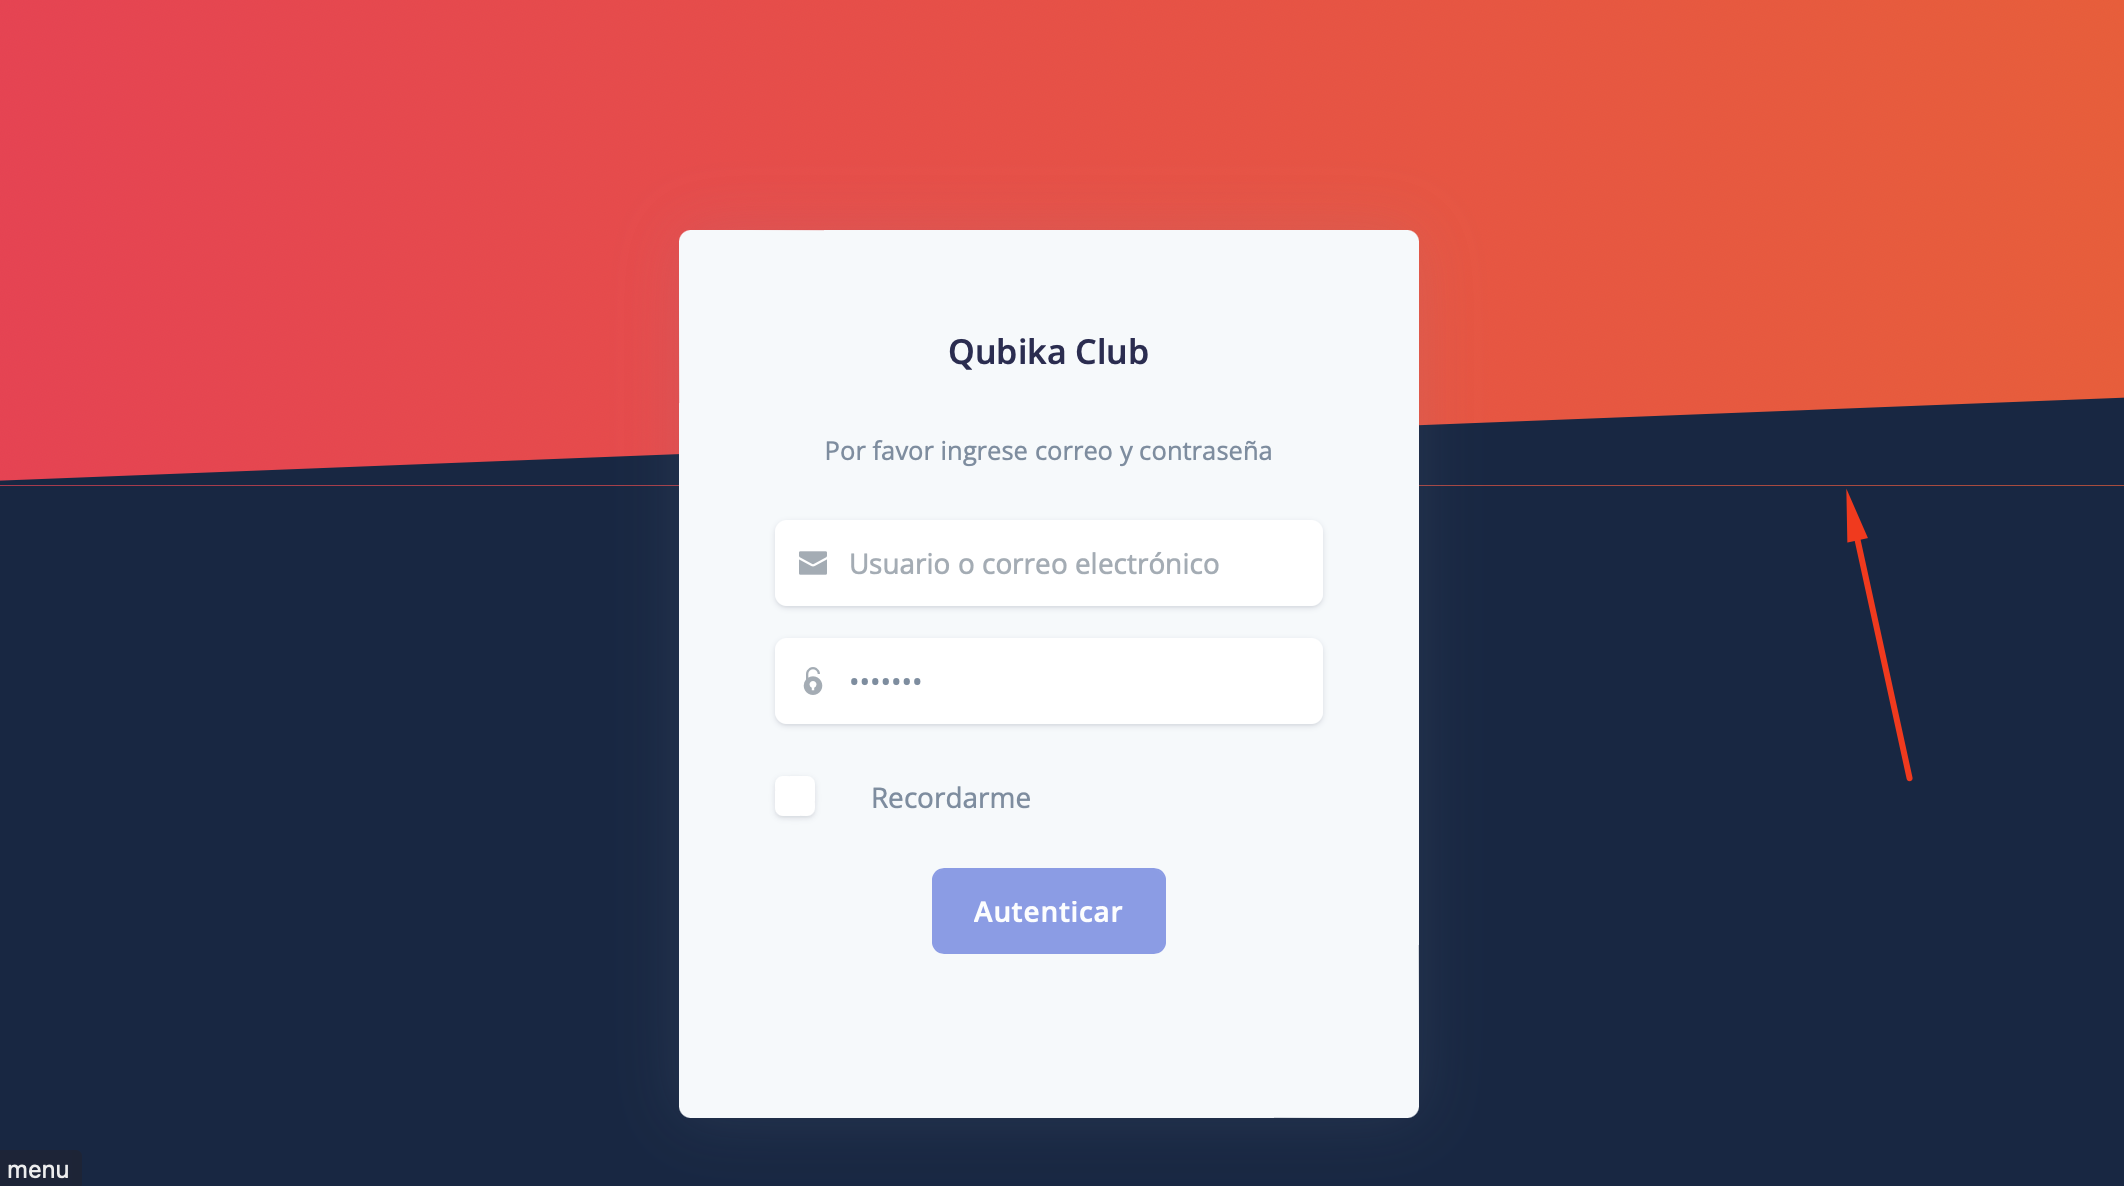 Qubika Club
Por favor ingrese correo y contraseña
Usuario o correo electrónico
•••••••
Recordarme
Autenticar
menu